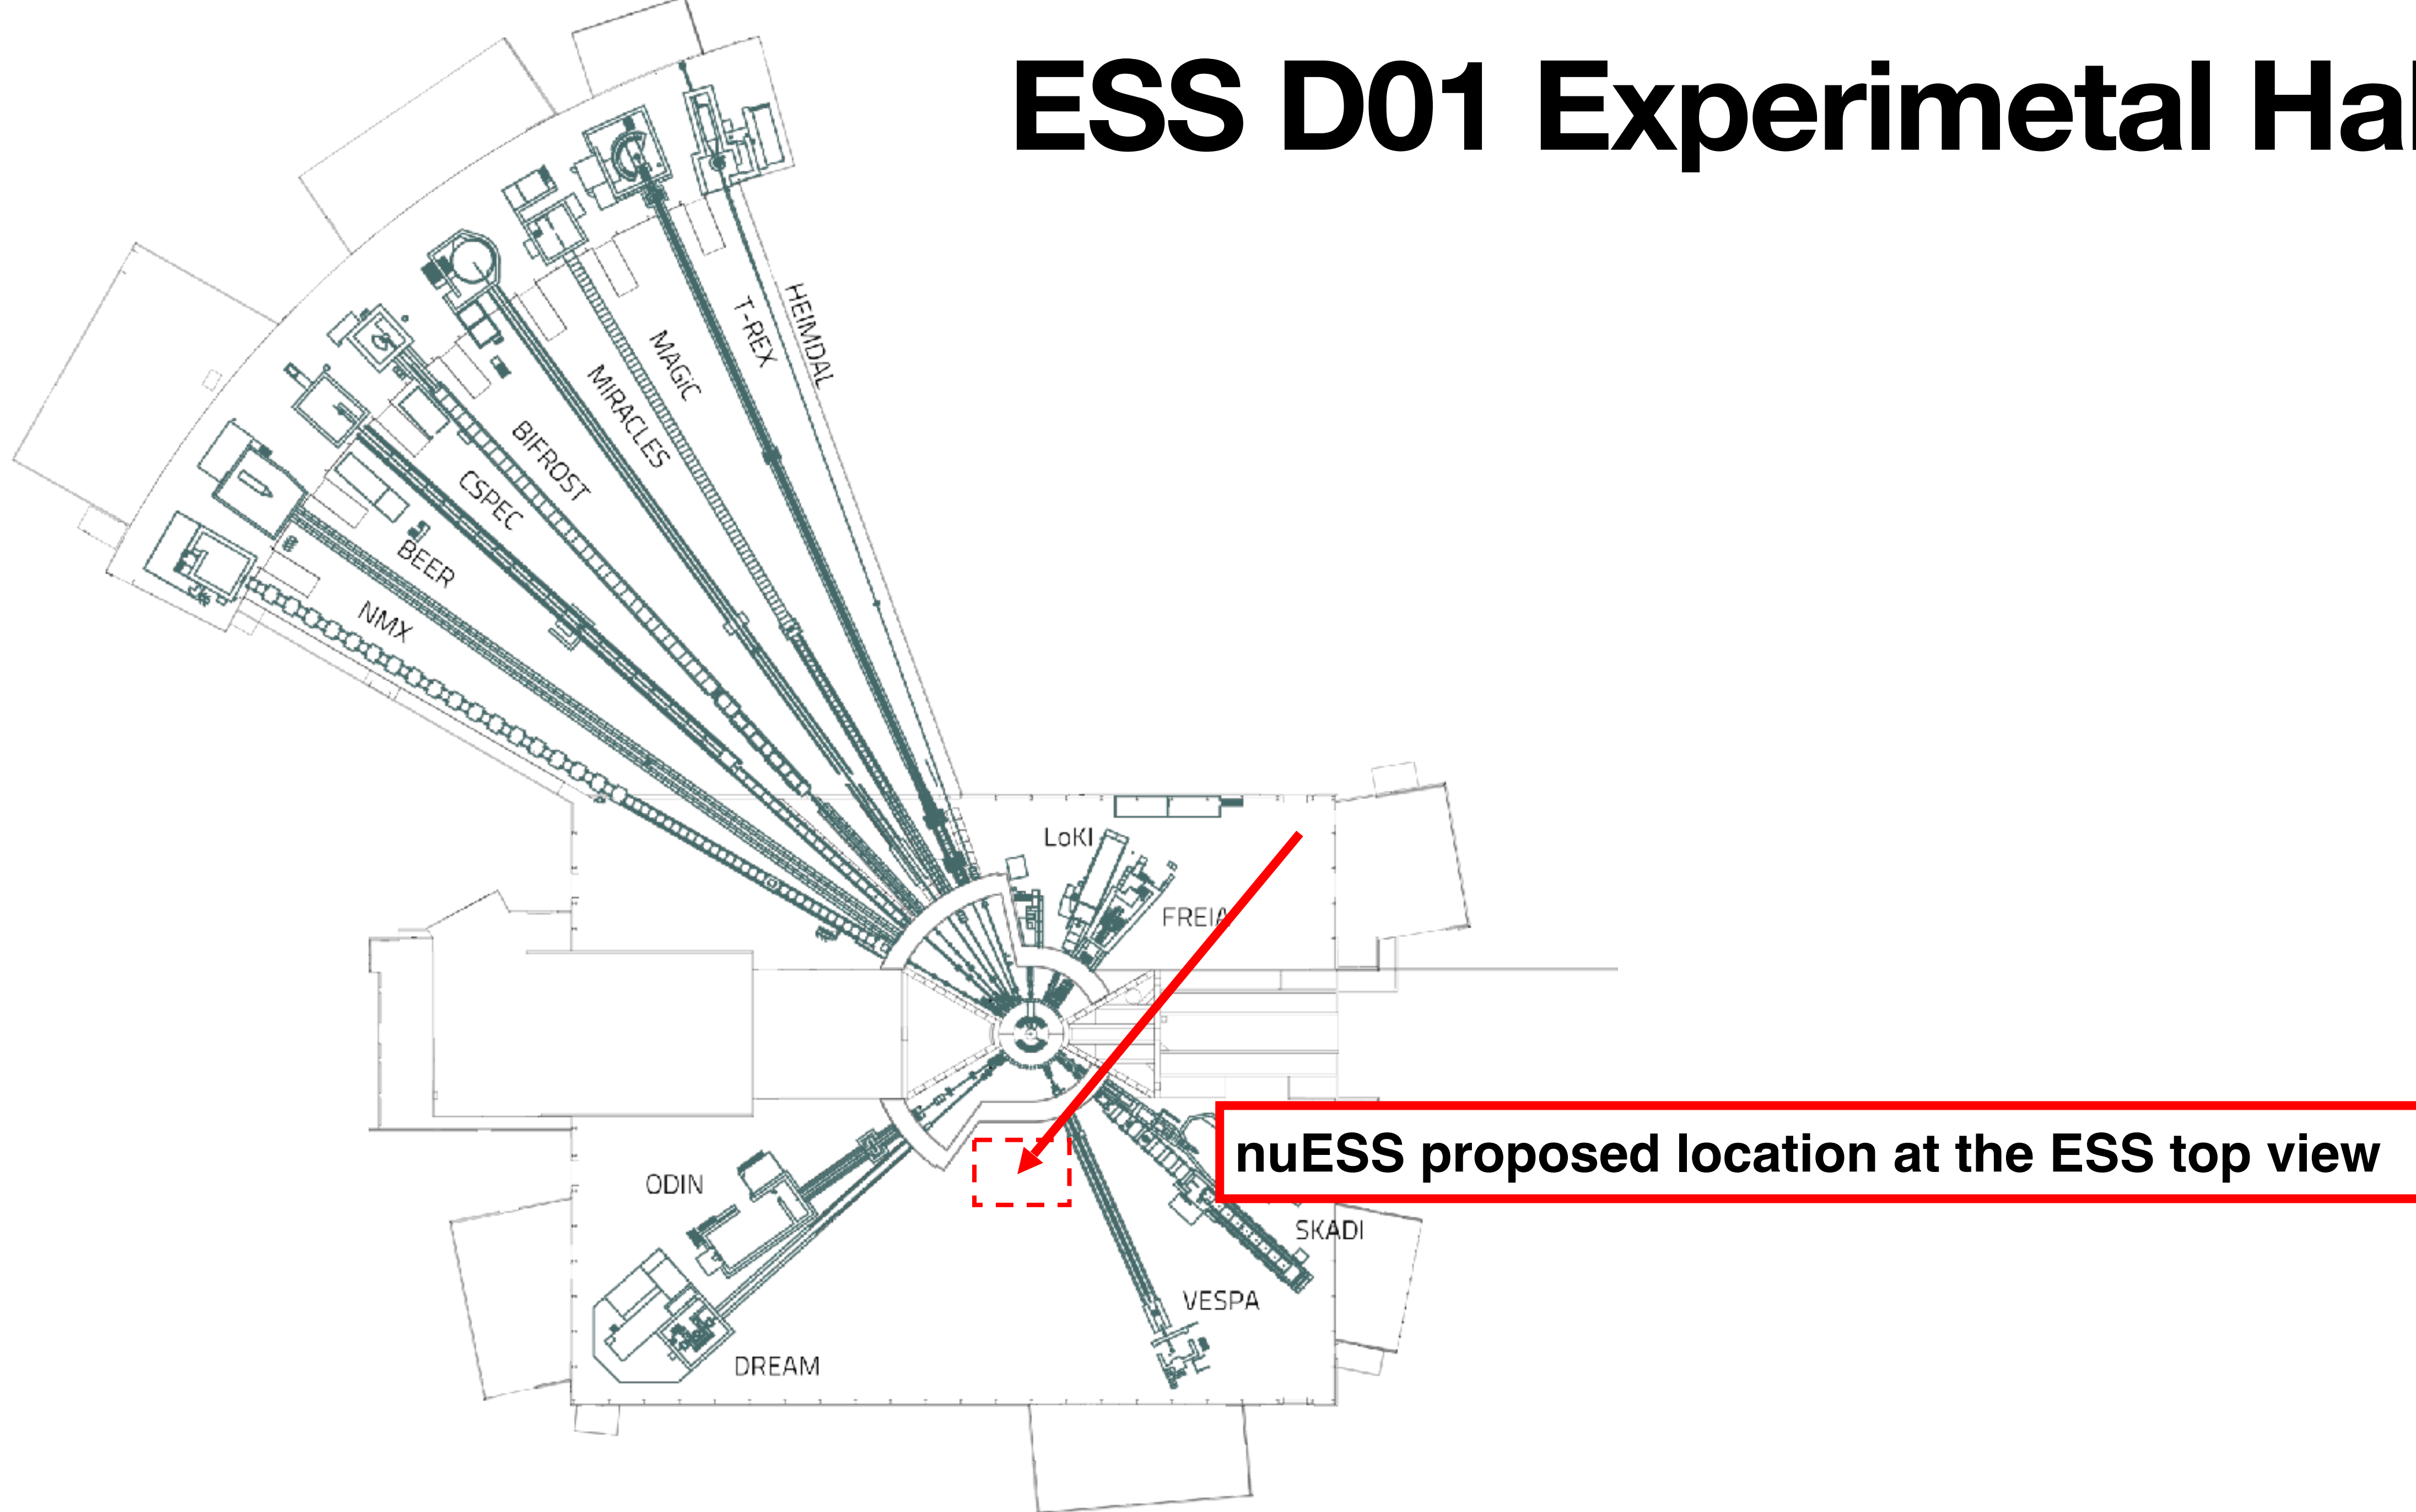 ESS D01 Experimetal Hal
HEIMDAL
T-REX
MAGiC
MIRACLES
BIFROST
CSPEC
BEER
NMX
LoKI
FREIA
nuESS proposed location at the ESS top view
ODIN
SKADI
VESPA
DREAM